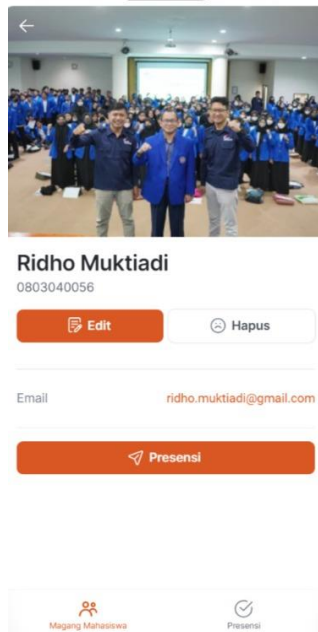 Ridho Muktiadi
0803040056
Edit
Hapus
Email
ridho.muktiadi@gmail.com
Presensi
Magang Mahasiswa
Presensi